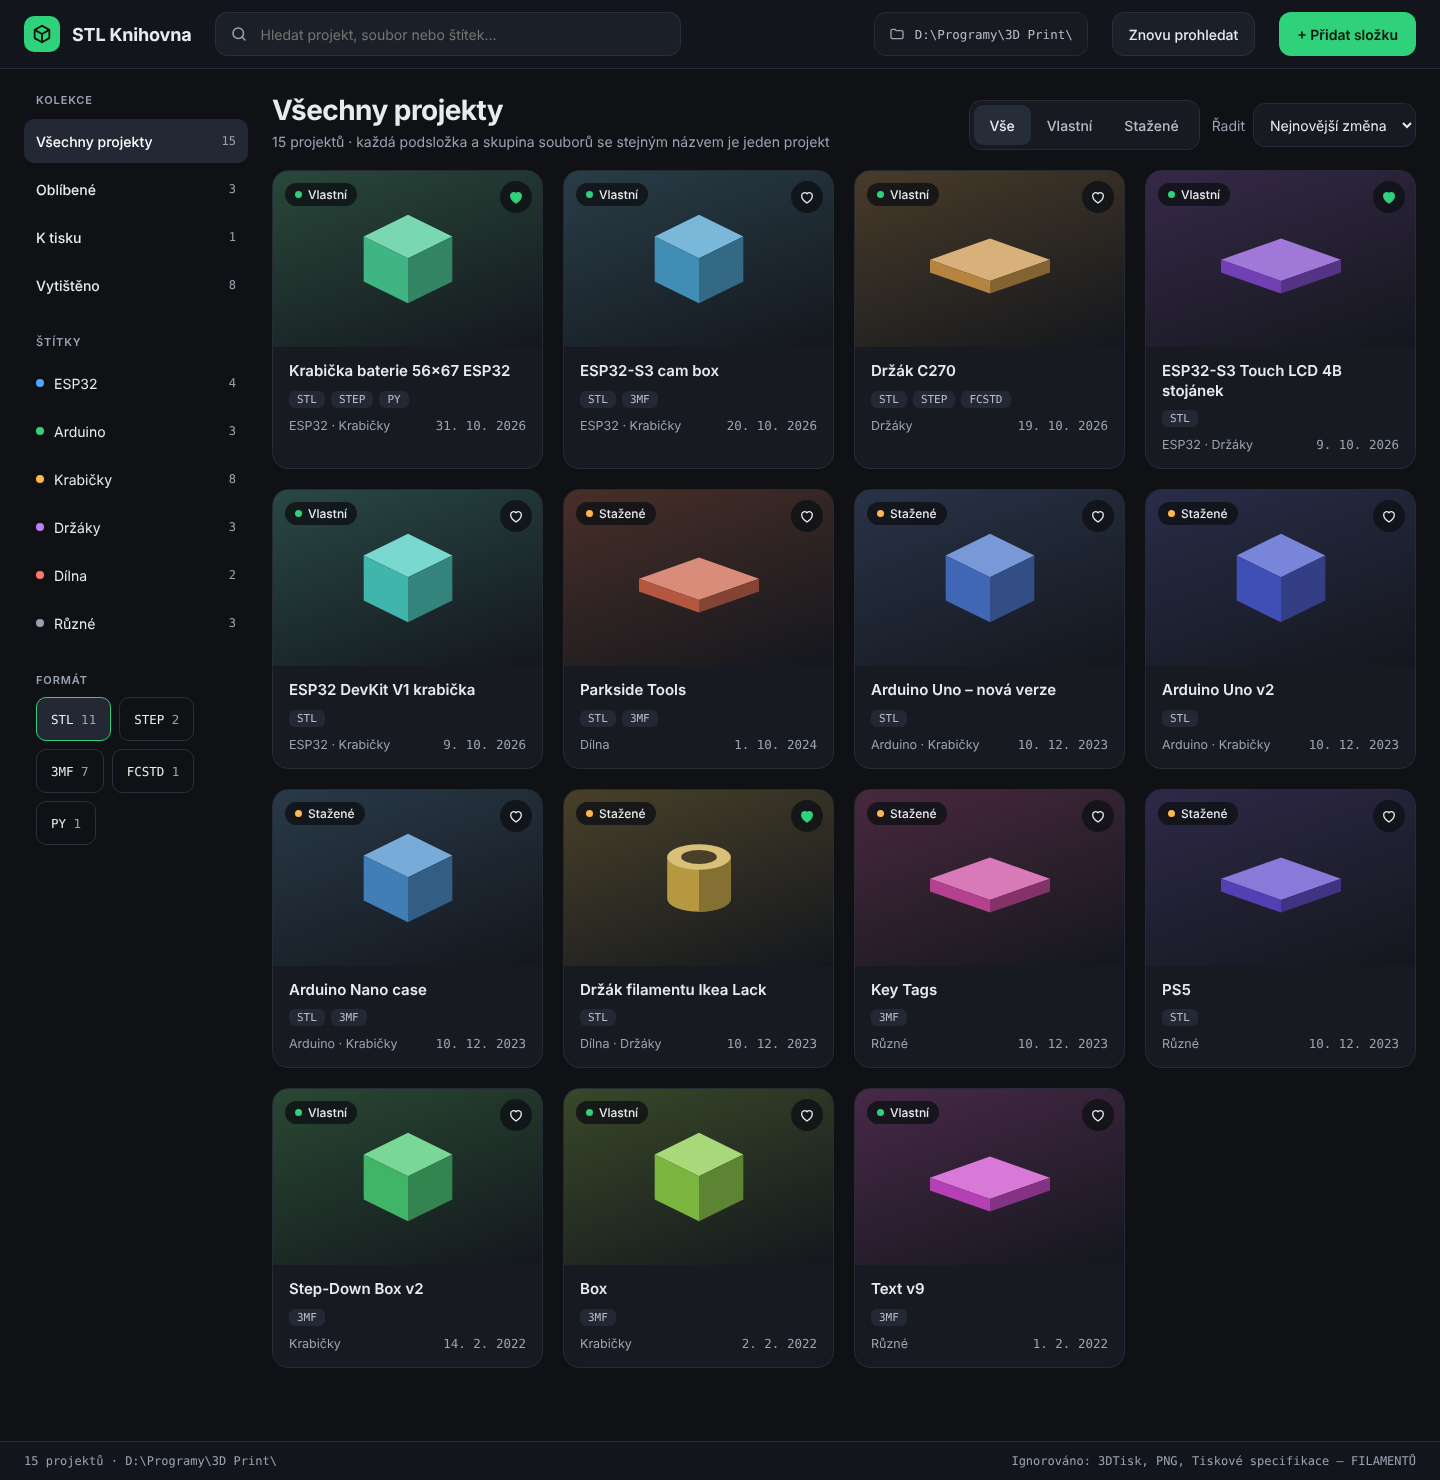 STL Knihovna
Hledat projekt, soubor nebo štítek...
D:\Programy\3D Print\
Znovu prohledat
+ Přidat složku
KOLEKCE
Všechny projekty 15
Oblíbené 3
K tisku 1
Vytištěno 8
ŠTÍTKY
ESP32 4
Arduino 3
Krabičky 8
Držáky 3
Dílna 2
Různé 3
FORMÁT
STL 11 STEP 2
3MF 7 FCSTD 1
PY 1
Všechny projekty
15 projektů · každá podsložka a skupina souborů se stejným názvem je jeden projekt
Vše Vlastní Stažené
Řadit Nejnovější změna
Vlastní
Krabička baterie 56×67 ESP32
STL STEP PY
ESP32 · Krabičky 31. 10. 2026
Vlastní
ESP32-S3 cam box
STL 3MF
ESP32 · Krabičky 20. 10. 2026
Vlastní
Držák C270
STL STEP FCSTD
Držáky 19. 10. 2026
Vlastní
ESP32-S3 Touch LCD 4B
stojánek
STL
ESP32 · Držáky 9. 10. 2026
Vlastní
ESP32 DevKit V1 krabička
STL
ESP32 · Krabičky 9. 10. 2026
Stažené
Parkside Tools
STL 3MF
Dílna 1. 10. 2024
Stažené
Arduino Uno – nová verze
STL
Arduino · Krabičky 10. 12. 2023
Stažené
Arduino Uno v2
STL
Arduino · Krabičky 10. 12. 2023
Stažené
Arduino Nano case
STL 3MF
Arduino · Krabičky 10. 12. 2023
Stažené
Držák filamentu Ikea Lack
STL
Dílna · Držáky 10. 12. 2023
Stažené
Key Tags
3MF
Různé 10. 12. 2023
Stažené
PS5
STL
Různé 10. 12. 2023
Vlastní
Step-Down Box v2
3MF
Krabičky 14. 2. 2022
Vlastní
Box
3MF
Krabičky 2. 2. 2022
Vlastní
Text v9
3MF
Různé 1. 2. 2022
15 projektů · D:\Programy\3D Print\
Ignorováno: 3DTisk, PNG, Tiskové specifikace — FILAMENTŮ